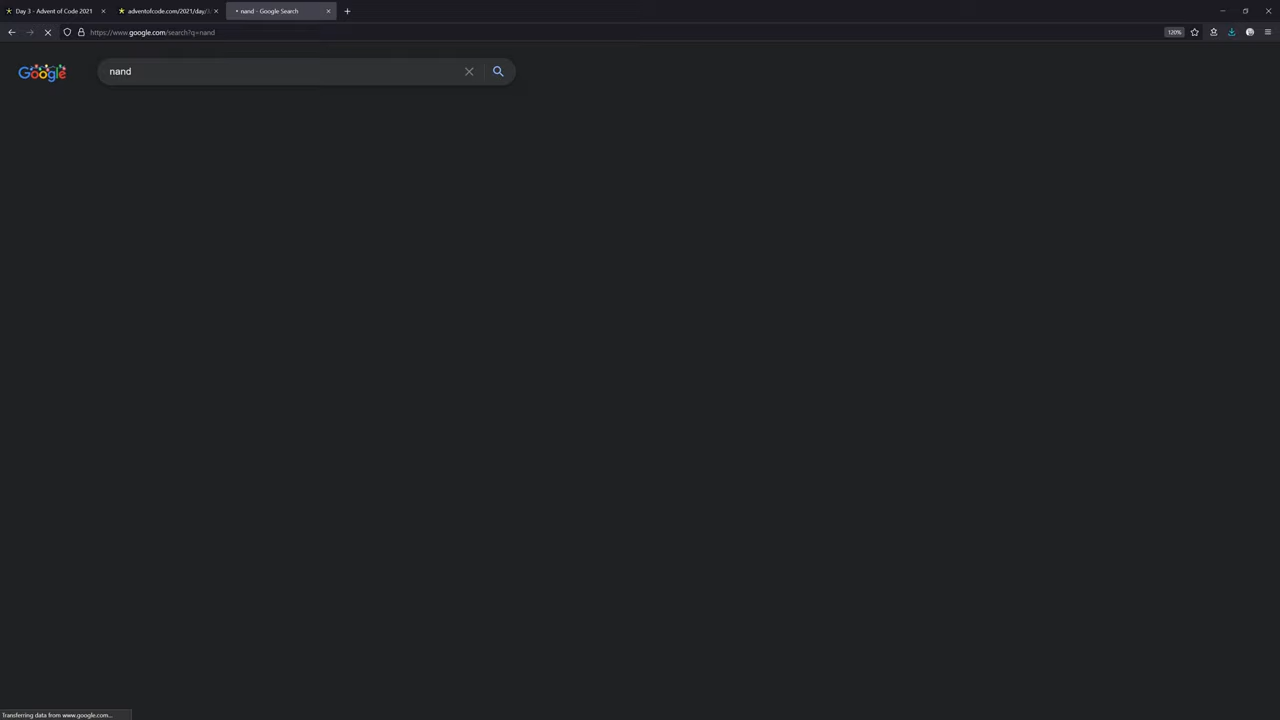 Day 3 - Advent of Code 2021
adventofcode.com/2021/day/3
nand - Google Search
https://www.google.com/search?q=nand
120%
Google
nand
Transferring data from www.google.com...